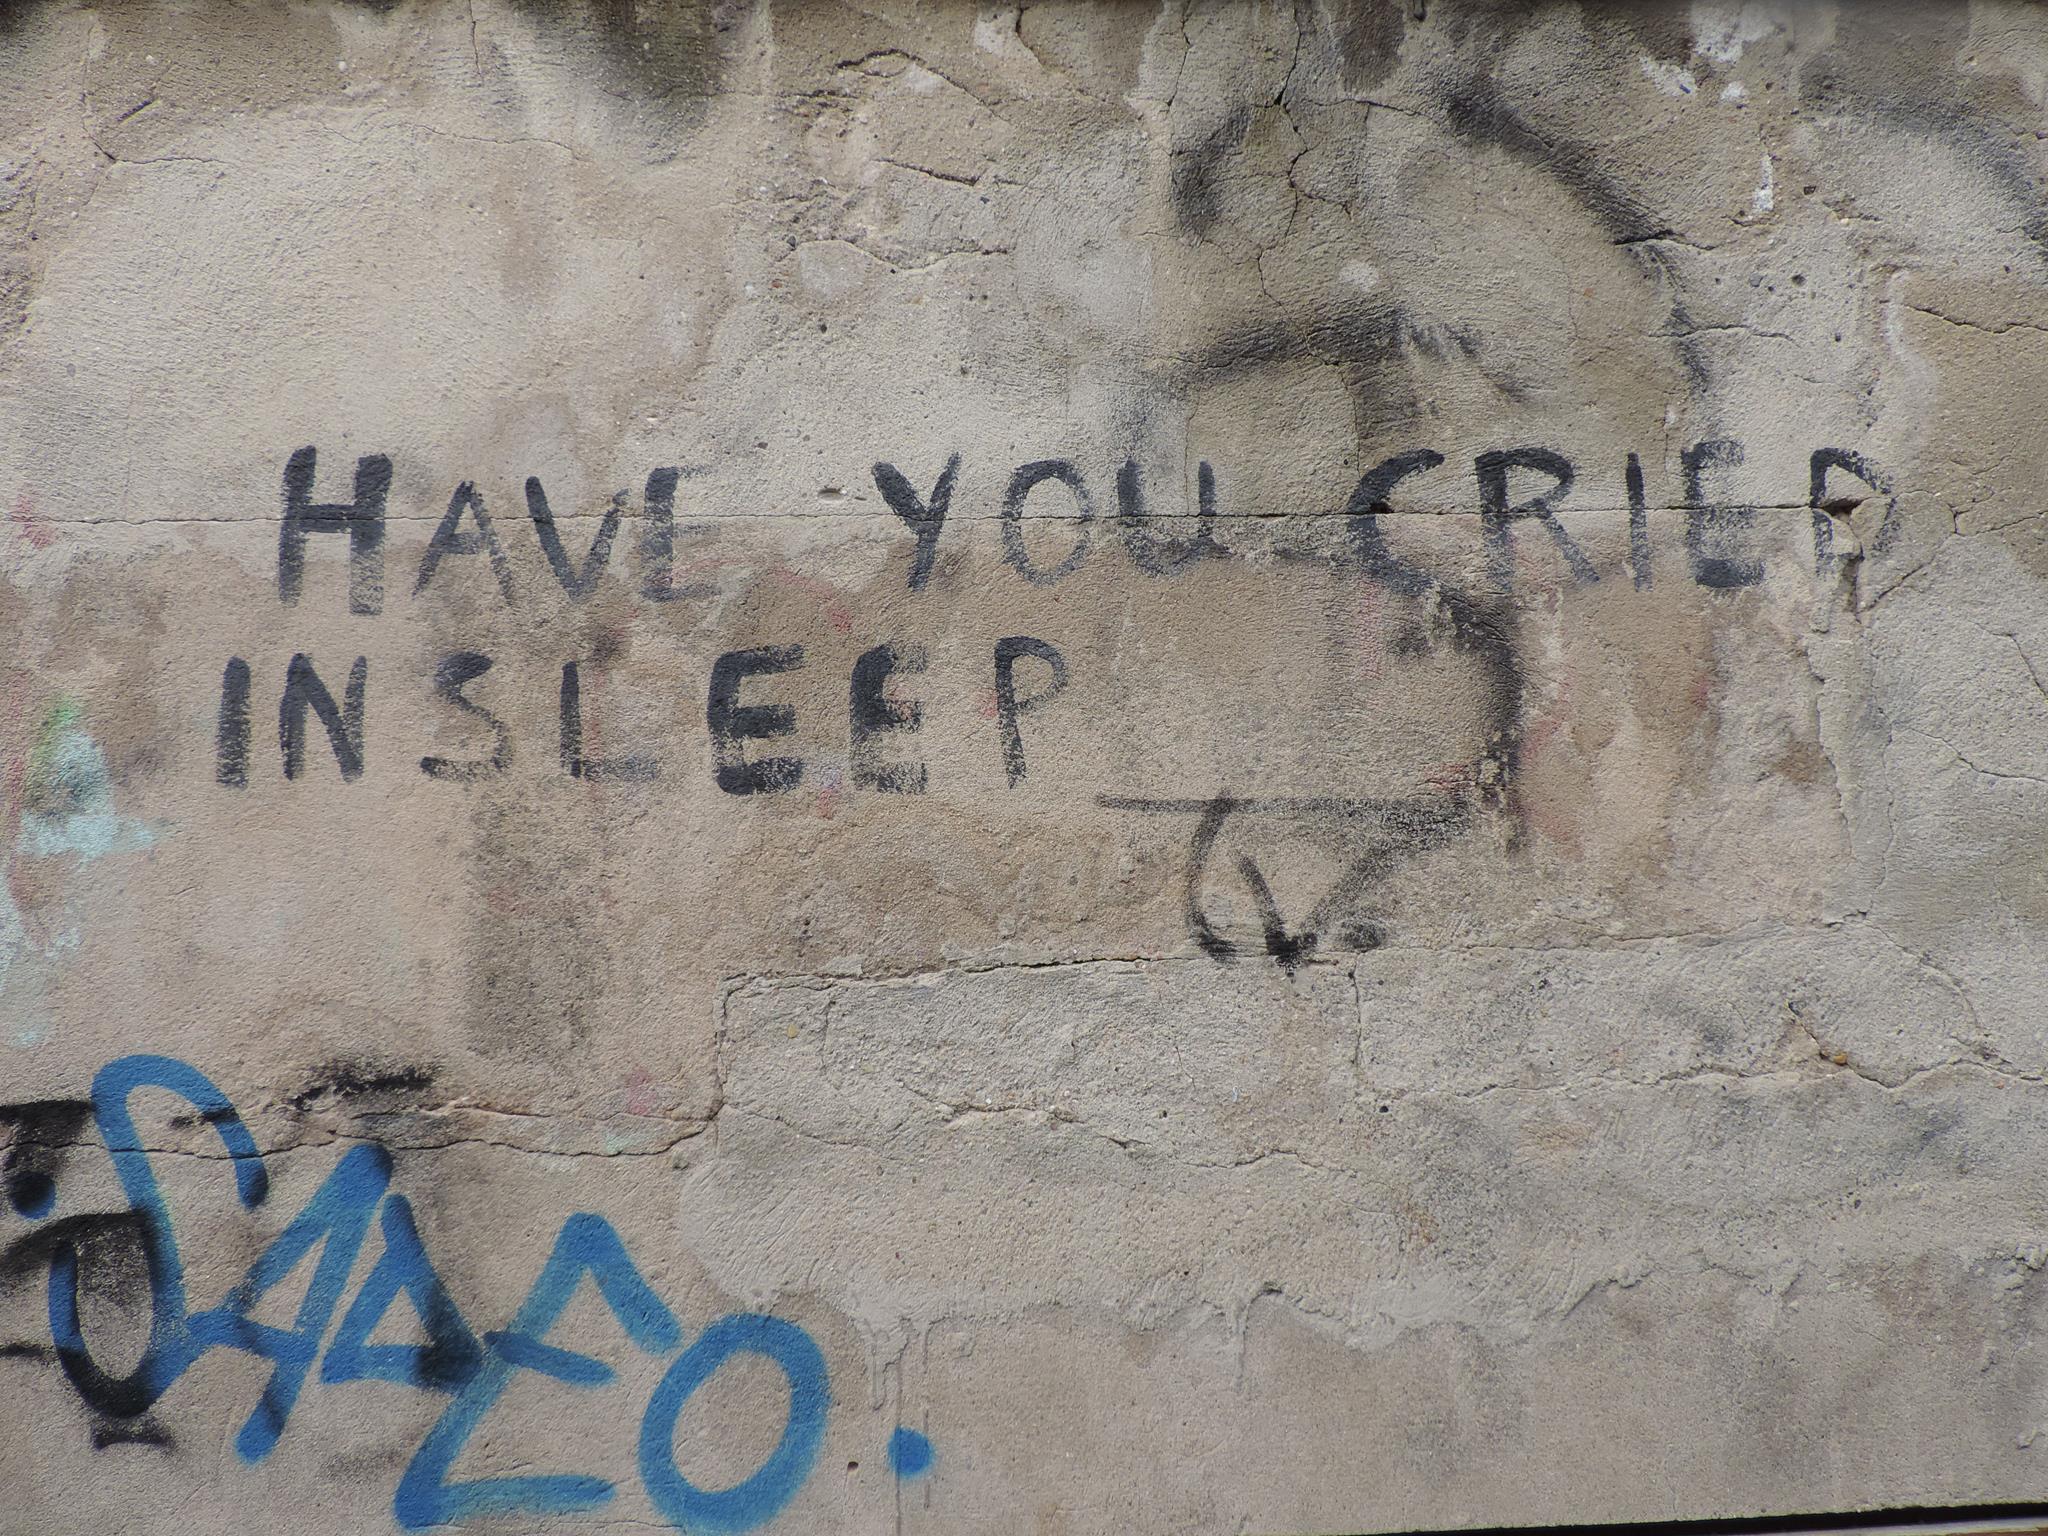 HAVE YOU CRIED
IN SLEEP